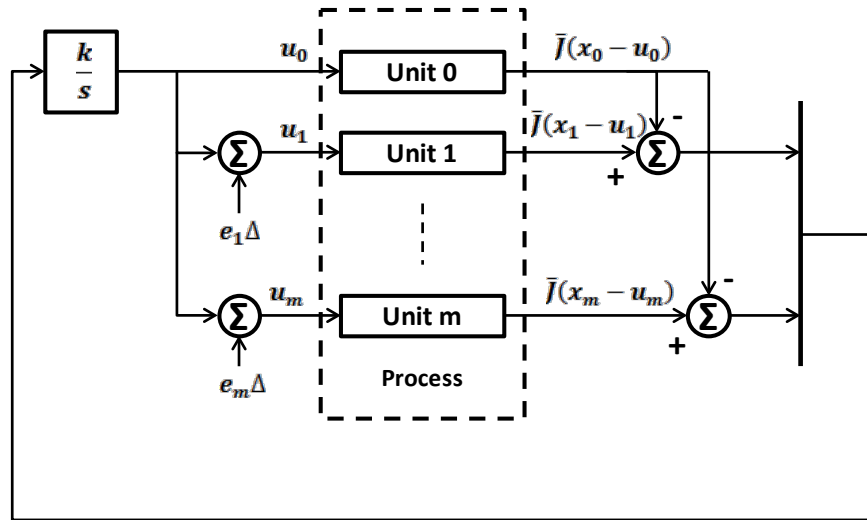 k
s
u₀
Unit 0
J̄(x₀ − u₀)
-
Σ
u₁
Unit 1
J̄(x₁ − u₁)
Σ
+
e₁Δ
Σ
uₘ
Unit m
J̄(xₘ − uₘ)
-
Σ
+
eₘΔ
Process